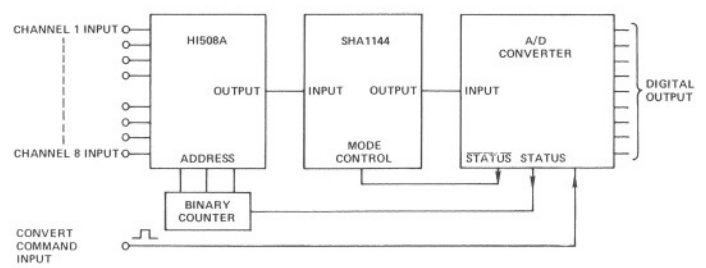 CHANNEL 1 INPUT
CHANNEL 8 INPUT
HI508A
OUTPUT
ADDRESS
BINARY
COUNTER
SHA1144
INPUT
OUTPUT
MODE
CONTROL
A/D
CONVERTER
INPUT
STATUS STATUS
DIGITAL
OUTPUT
CONVERT
COMMAND
INPUT